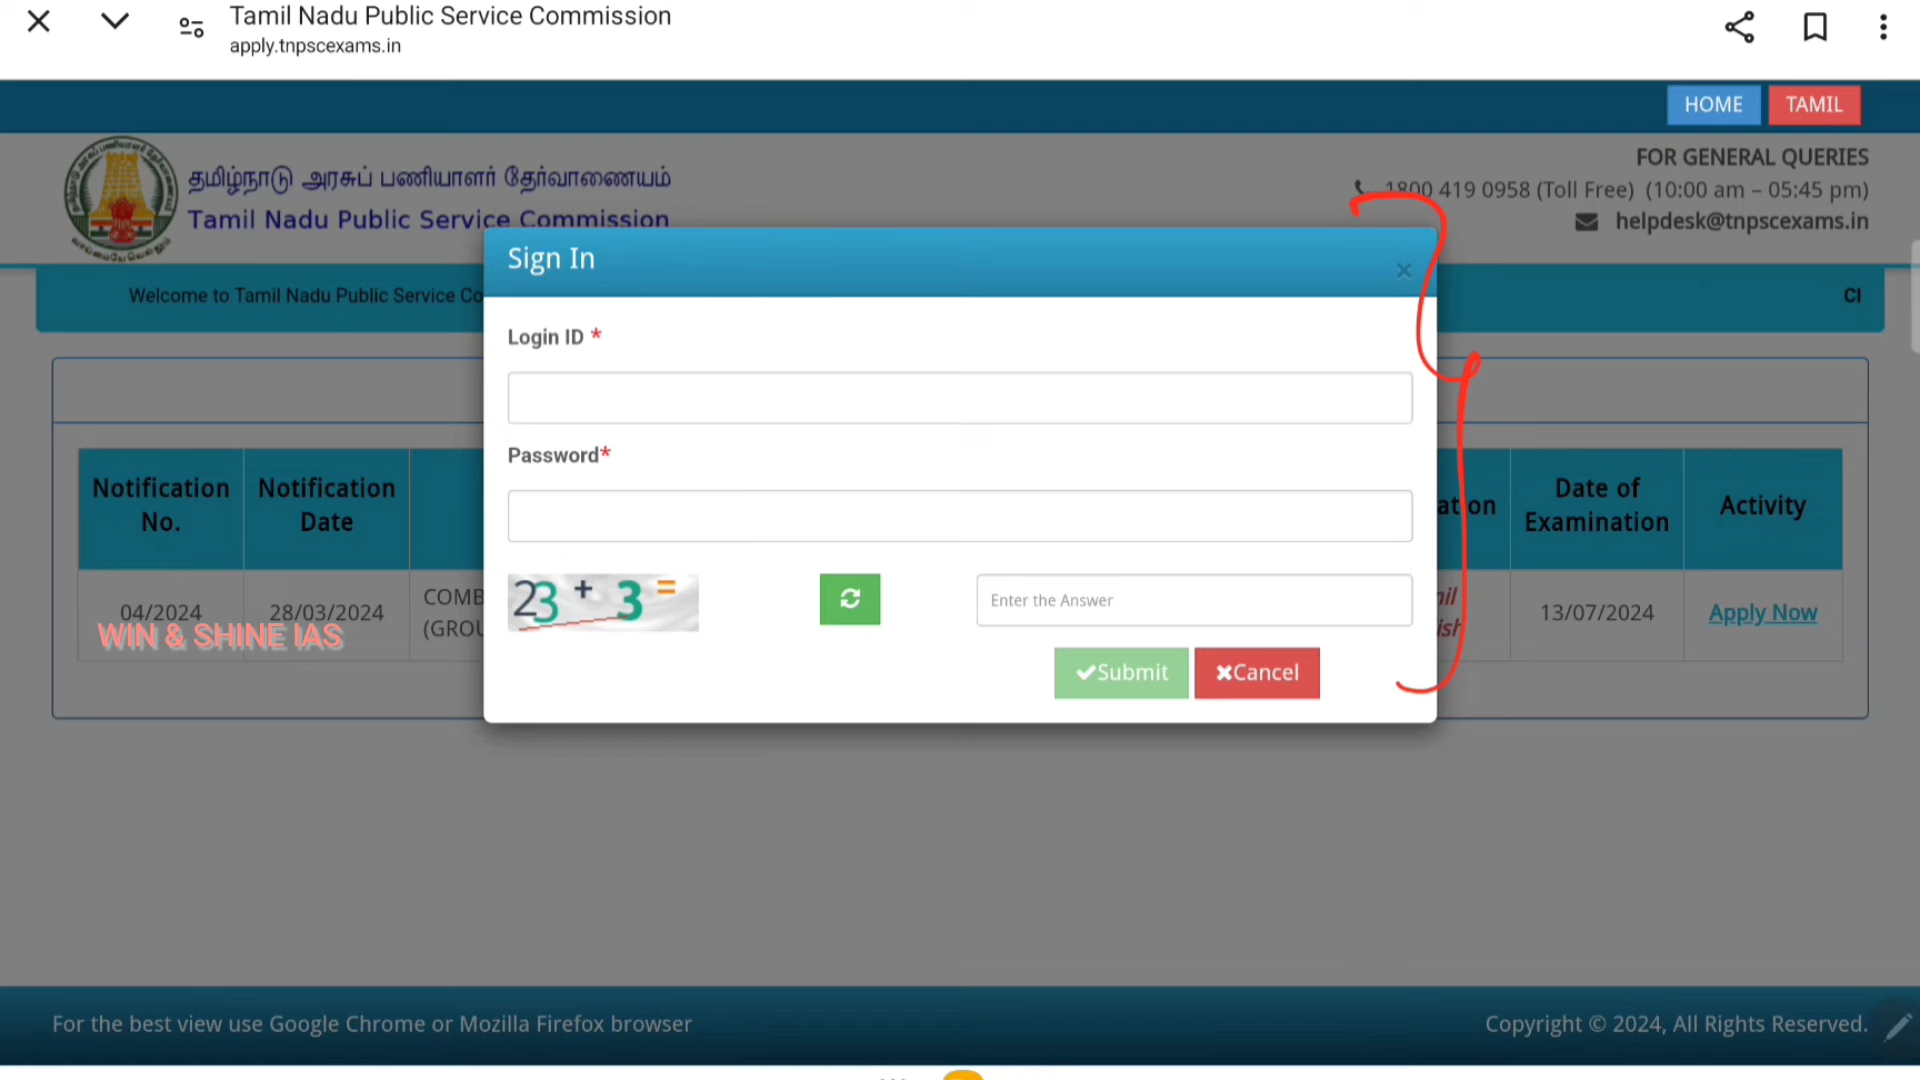 Tamil Nadu Public Service Commission
apply.tnpscexams.in
HOME TAMIL
FOR GENERAL QUERIES
தமிழ்நாடு அரசுப் பணியாளர் தேர்வாணையம்
1800 419 0958 (Toll Free) (10:00 am – 05:45 pm)
Tamil Nadu Public Service Commission
helpdesk@tnpscexams.in
Sign In
×
Welcome to Tamil Nadu Public Service Co
Cl
Login ID *
Password*
Notification No.
Notification Date
Date of Examination
Activity
23 + 3 =
Enter the Answer
04/2024
28/03/2024
COMB
(GROU
13/07/2024
Apply Now
WIN & SHINE IAS
Submit
Cancel
For the best view use Google Chrome or Mozilla Firefox browser
Copyright © 2024, All Rights Reserved.